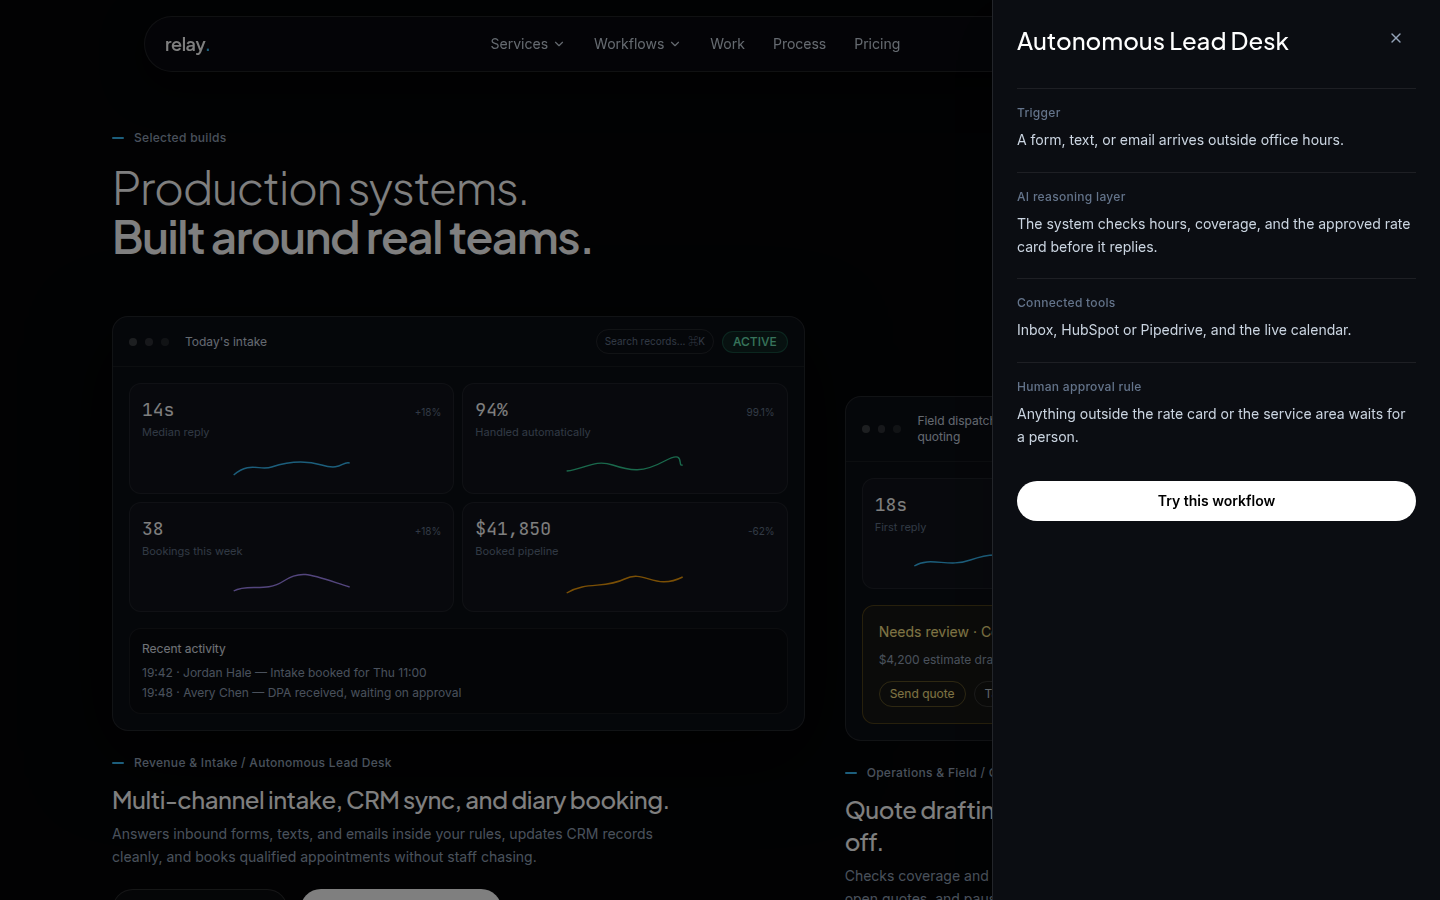 relay.
Services
Workflows
Work
Process
Pricing
Selected builds
Production systems.
Built around real teams.
Today's intake
Search records... ⌘K
ACTIVE
14s
+18%
Median reply
94%
99.1%
Handled automatically
38
+18%
Bookings this week
$41,850
-62%
Booked pipeline
Recent activity
19:42 · Jordan Hale — Intake booked for Thu 11:00
19:48 · Avery Chen — DPA received, waiting on approval
Revenue & Intake / Autonomous Lead Desk
Multi-channel intake, CRM sync, and diary booking.
Answers inbound forms, texts, and emails inside your rules, updates CRM records
cleanly, and books qualified appointments without staff chasing.
Field dispatch
quoting
18s
First reply
Needs review · C
$4,200 estimate dra
Send quote
T
Operations & Field /
Quote draftin
off.
Checks coverage and
open quotes, and paus
Autonomous Lead Desk
Trigger
A form, text, or email arrives outside office hours.
AI reasoning layer
The system checks hours, coverage, and the approved rate
card before it replies.
Connected tools
Inbox, HubSpot or Pipedrive, and the live calendar.
Human approval rule
Anything outside the rate card or the service area waits for
a person.
Try this workflow